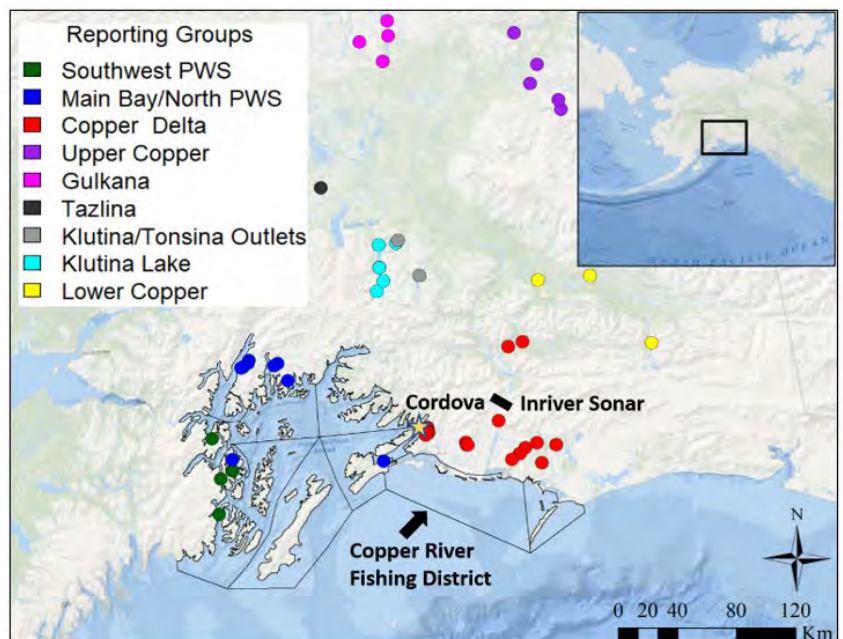 Reporting Groups
Southwest PWS
Main Bay/North PWS
Copper Delta
Upper Copper
Gulkana
Tazlina
Klutina/Tonsina Outlets
Klutina Lake
Lower Copper
Cordova
Inriver Sonar
Copper River
Fishing District
N
0 20 40 80 120
Km